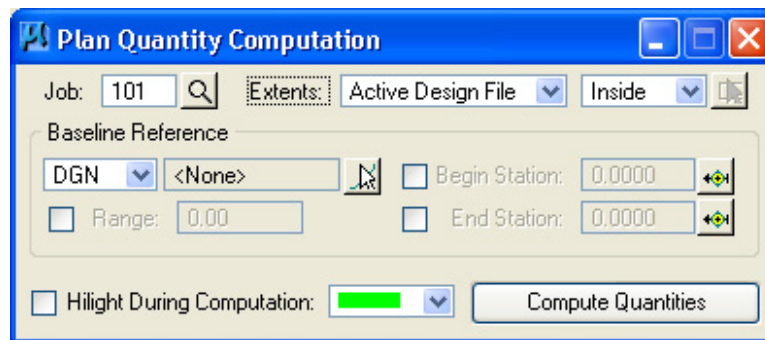 Plan Quantity Computation
Job: 101 Extents: Active Design File Inside
Baseline Reference
DGN <None> Begin Station: 0.0000
Range: 0.00 End Station: 0.0000
Hilight During Computation: Compute Quantities